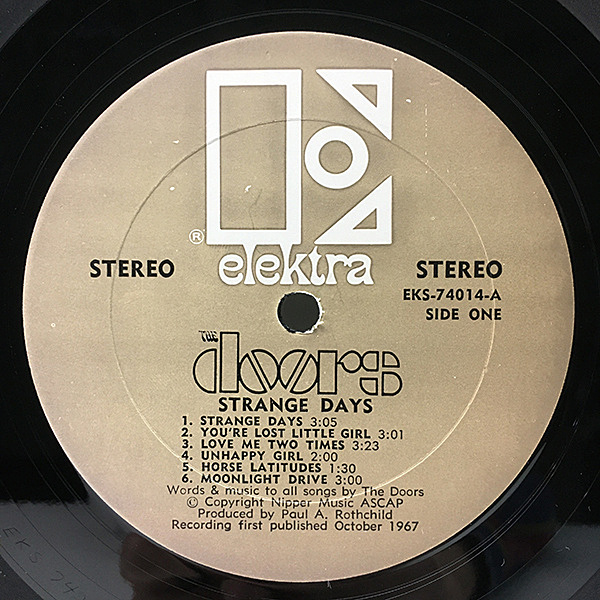 ®
elektra
STEREO
STEREO
EKS-74014-A
SIDE ONE
THE
doors
STRANGE DAYS
1. STRANGE DAYS 3:05
2. YOU'RE LOST LITTLE GIRL 3:01
3. LOVE ME TWO TIMES 3:23
4. UNHAPPY GIRL 2:00
5. HORSE LATITUDES 1:30
6. MOONLIGHT DRIVE 3:00
Words & music to all songs by The Doors
© Copyright Nipper Music ASCAP
Produced by Paul A. Rothchild
Recording first published October 1967
EKS 74